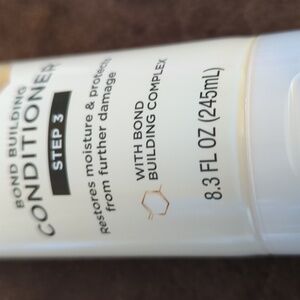 BOND BUILDING
CONDITIONER
STEP 3
Restores moisture & protects
from further damage
WITH BOND
BUILDING COMPLEX
8.3 FL OZ (245mL)